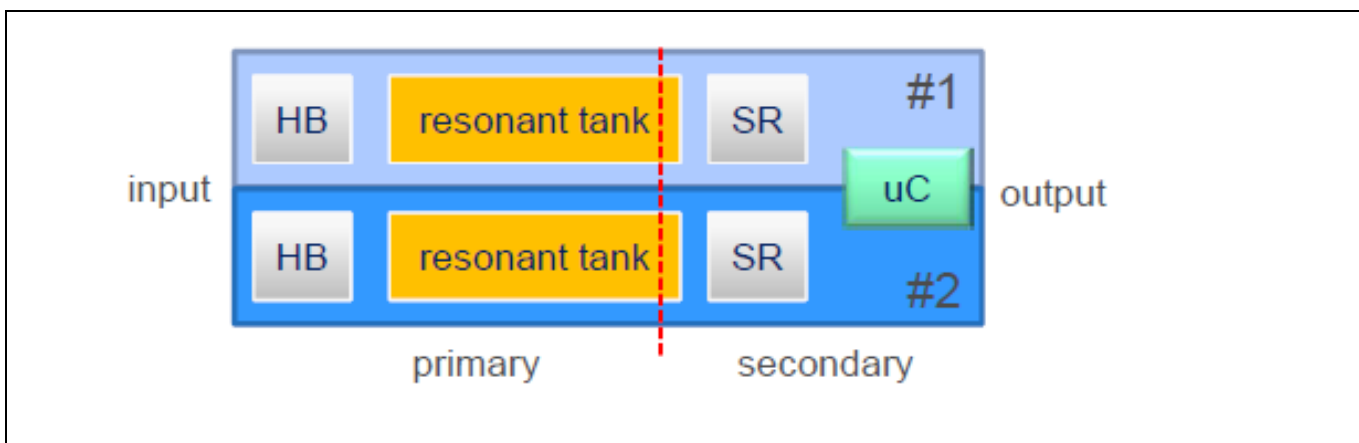 HB
resonant tank
SR
#1
input
uC
output
HB
resonant tank
SR
#2
primary
secondary